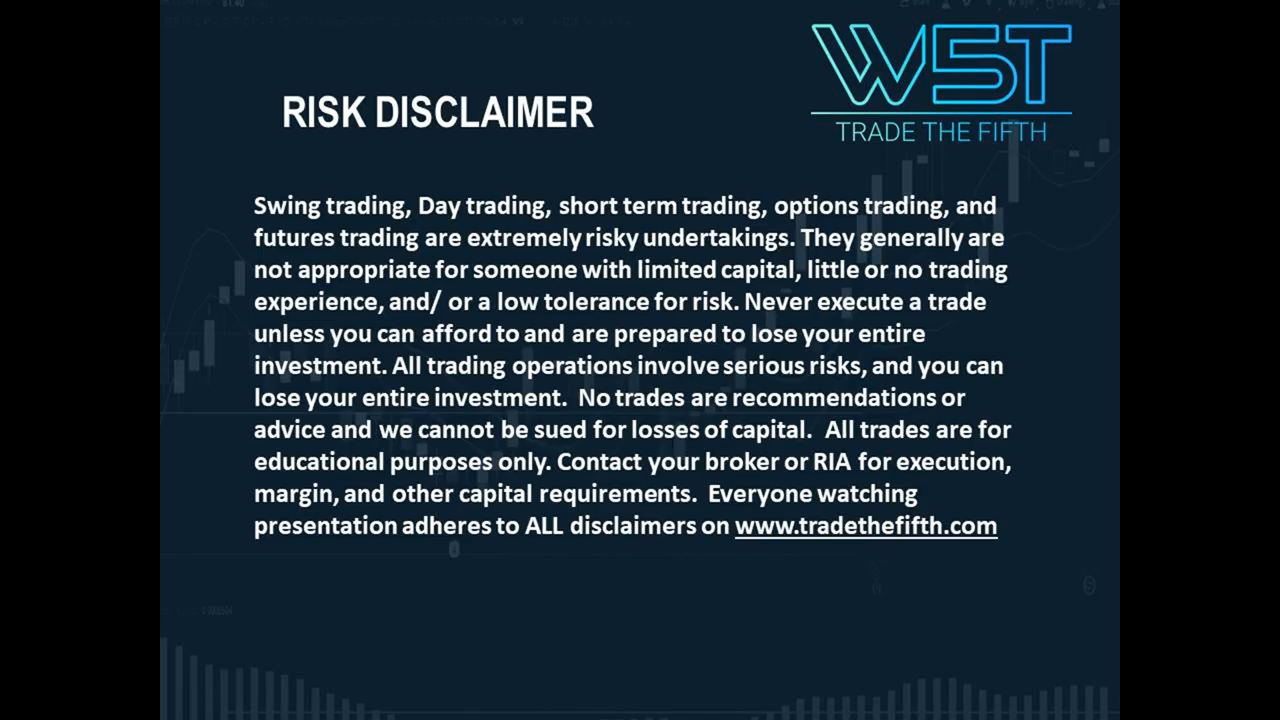 W5T
TRADE THE FIFTH
RISK DISCLAIMER
Swing trading, Day trading, short term trading, options trading, and
futures trading are extremely risky undertakings. They generally are
not appropriate for someone with limited capital, little or no trading
experience, and/ or a low tolerance for risk. Never execute a trade
unless you can afford to and are prepared to lose your entire
investment. All trading operations involve serious risks, and you can
lose your entire investment.  No trades are recommendations or
advice and we cannot be sued for losses of capital.  All trades are for
educational purposes only. Contact your broker or RIA for execution,
margin, and other capital requirements.  Everyone watching
presentation adheres to ALL disclaimers on www.tradethefifth.com